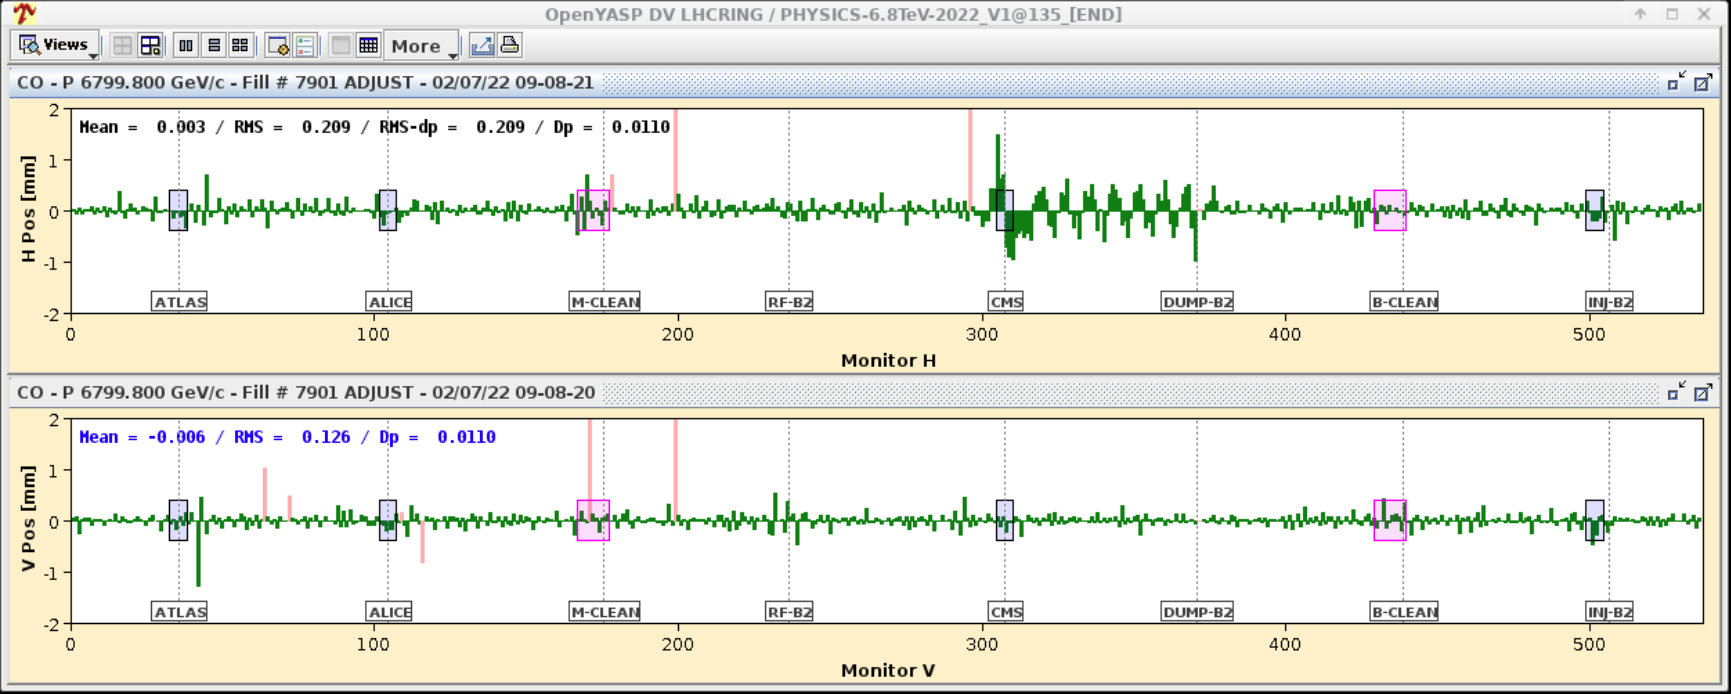 OpenYASP DV LHCRING / PHYSICS-6.8TeV-2022_V1@135_[END]
Views More
CO - P 6799.800 GeV/c - Fill # 7901 ADJUST - 02/07/22 09-08-21
Mean = 0.003 / RMS = 0.209 / RMS-dp = 0.209 / Dp = 0.0110
H Pos [mm]
2
1
0
-1
-2
ATLAS ALICE M-CLEAN RF-B2 CMS DUMP-B2 B-CLEAN INJ-B2
0 100 200 300 400 500
Monitor H
CO - P 6799.800 GeV/c - Fill # 7901 ADJUST - 02/07/22 09-08-20
Mean = -0.006 / RMS = 0.126 / Dp = 0.0110
V Pos [mm]
2
1
0
-1
-2
ATLAS ALICE M-CLEAN RF-B2 CMS DUMP-B2 B-CLEAN INJ-B2
0 100 200 300 400 500
Monitor V